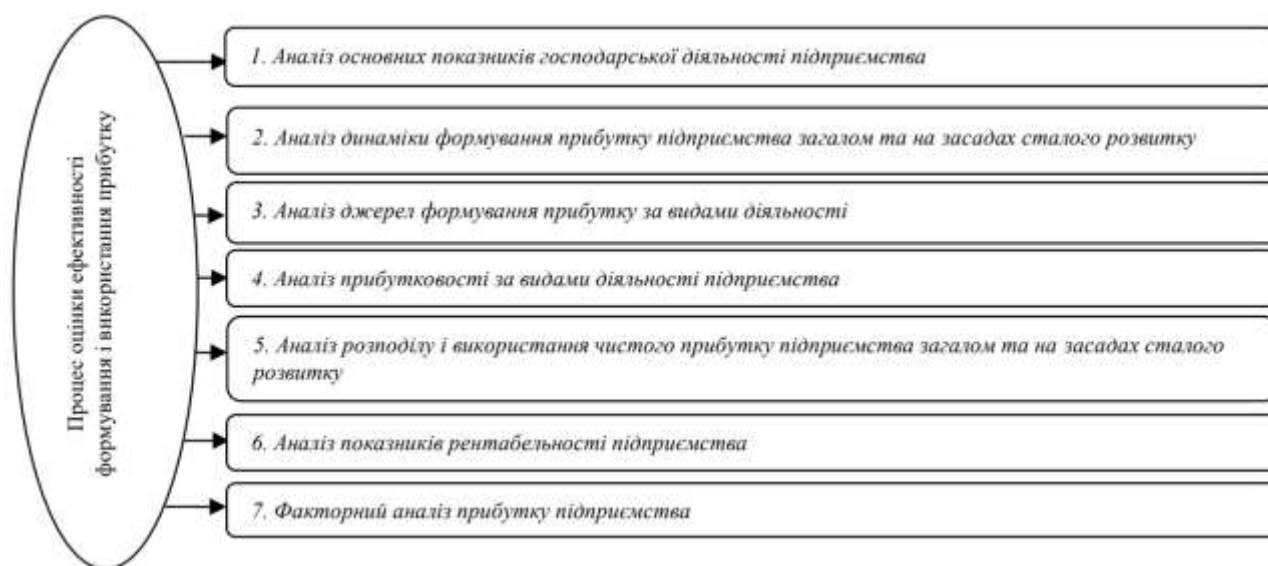 Процес оцінки ефективності
формування і використання прибутку
1. Аналіз основних показників господарської діяльності підприємства
2. Аналіз динаміки формування прибутку підприємства загалом та на засадах сталого розвитку
3. Аналіз джерел формування прибутку за видами діяльності
4. Аналіз прибутковості за видами діяльності підприємства
5. Аналіз розподілу і використання чистого прибутку підприємства загалом та на засадах сталого
розвитку
6. Аналіз показників рентабельності підприємства
7. Факторний аналіз прибутку підприємства